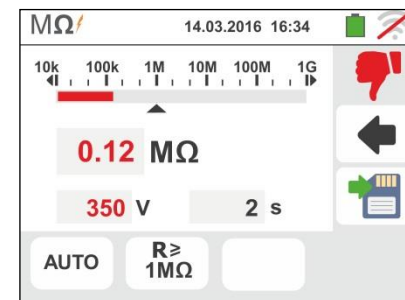 MΩ 14.03.2016 16:34
10k 100k 1M 10M 100M 1G
0.12 MΩ
350 V 2 s
AUTO R≥
1MΩ